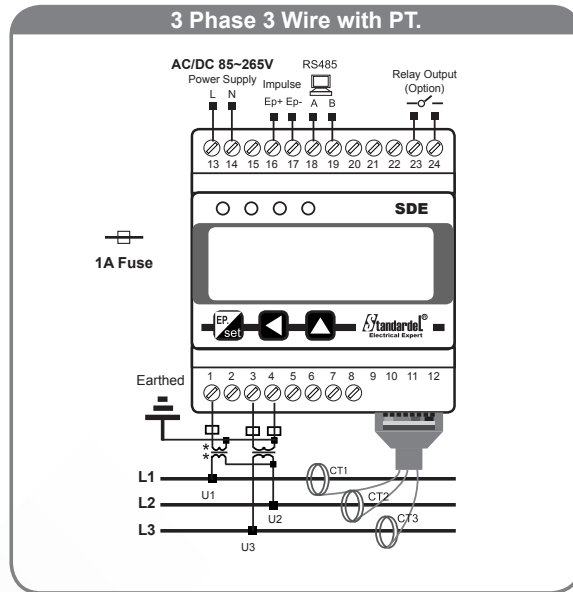 3 Phase 3 Wire with PT.
AC/DC 85~265V
RS485
Power Supply
Impulse
Relay Output
(Option)
L N
Ep+ Ep-
A B
13 14 15 16 17 18 19 20 21 22 23 24
SDE
1A Fuse
EP.
set
Standardel®
Electrical Expert
1 2 3 4 5 6 7 8 9 10 11 12
Earthed
* *
L1
CT1
U1
L2
CT2
U2
L3
CT3
U3